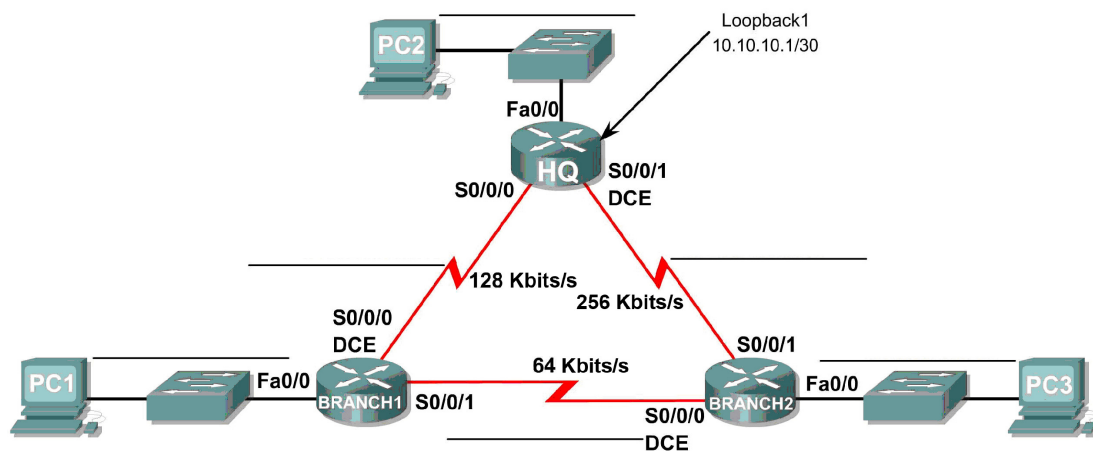 Loopback1
10.10.10.1/30
PC2
Fa0/0
HQ
S0/0/0
S0/0/1
DCE
128 Kbits/s
256 Kbits/s
S0/0/0
DCE
S0/0/1
64 Kbits/s
PC1
Fa0/0
BRANCH1
S0/0/1
S0/0/0
DCE
BRANCH2
Fa0/0
PC3